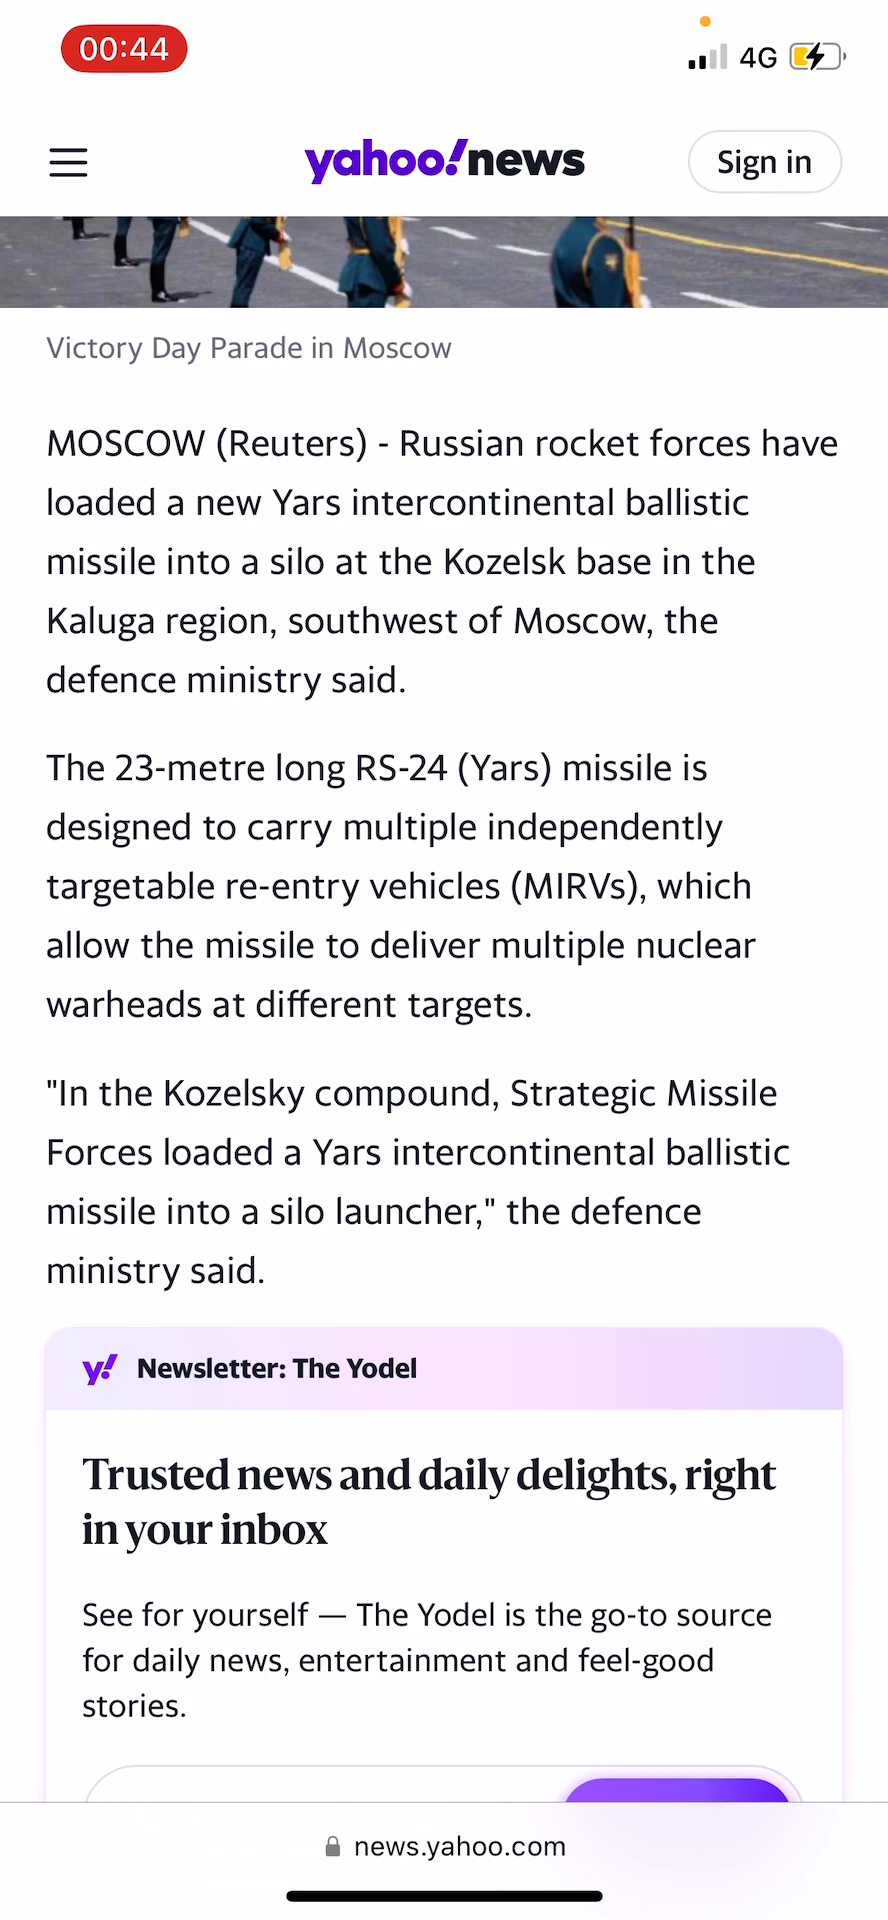 00:44
4G
yahoo!news
Sign in
Victory Day Parade in Moscow
MOSCOW (Reuters) - Russian rocket forces have
loaded a new Yars intercontinental ballistic
missile into a silo at the Kozelsk base in the
Kaluga region, southwest of Moscow, the
defence ministry said.
The 23-metre long RS-24 (Yars) missile is
designed to carry multiple independently
targetable re-entry vehicles (MIRVs), which
allow the missile to deliver multiple nuclear
warheads at different targets.
"In the Kozelsky compound, Strategic Missile
Forces loaded a Yars intercontinental ballistic
missile into a silo launcher," the defence
ministry said.
y! Newsletter: The Yodel
Trusted news and daily delights, right
in your inbox
See for yourself — The Yodel is the go-to source
for daily news, entertainment and feel-good
stories.
news.yahoo.com